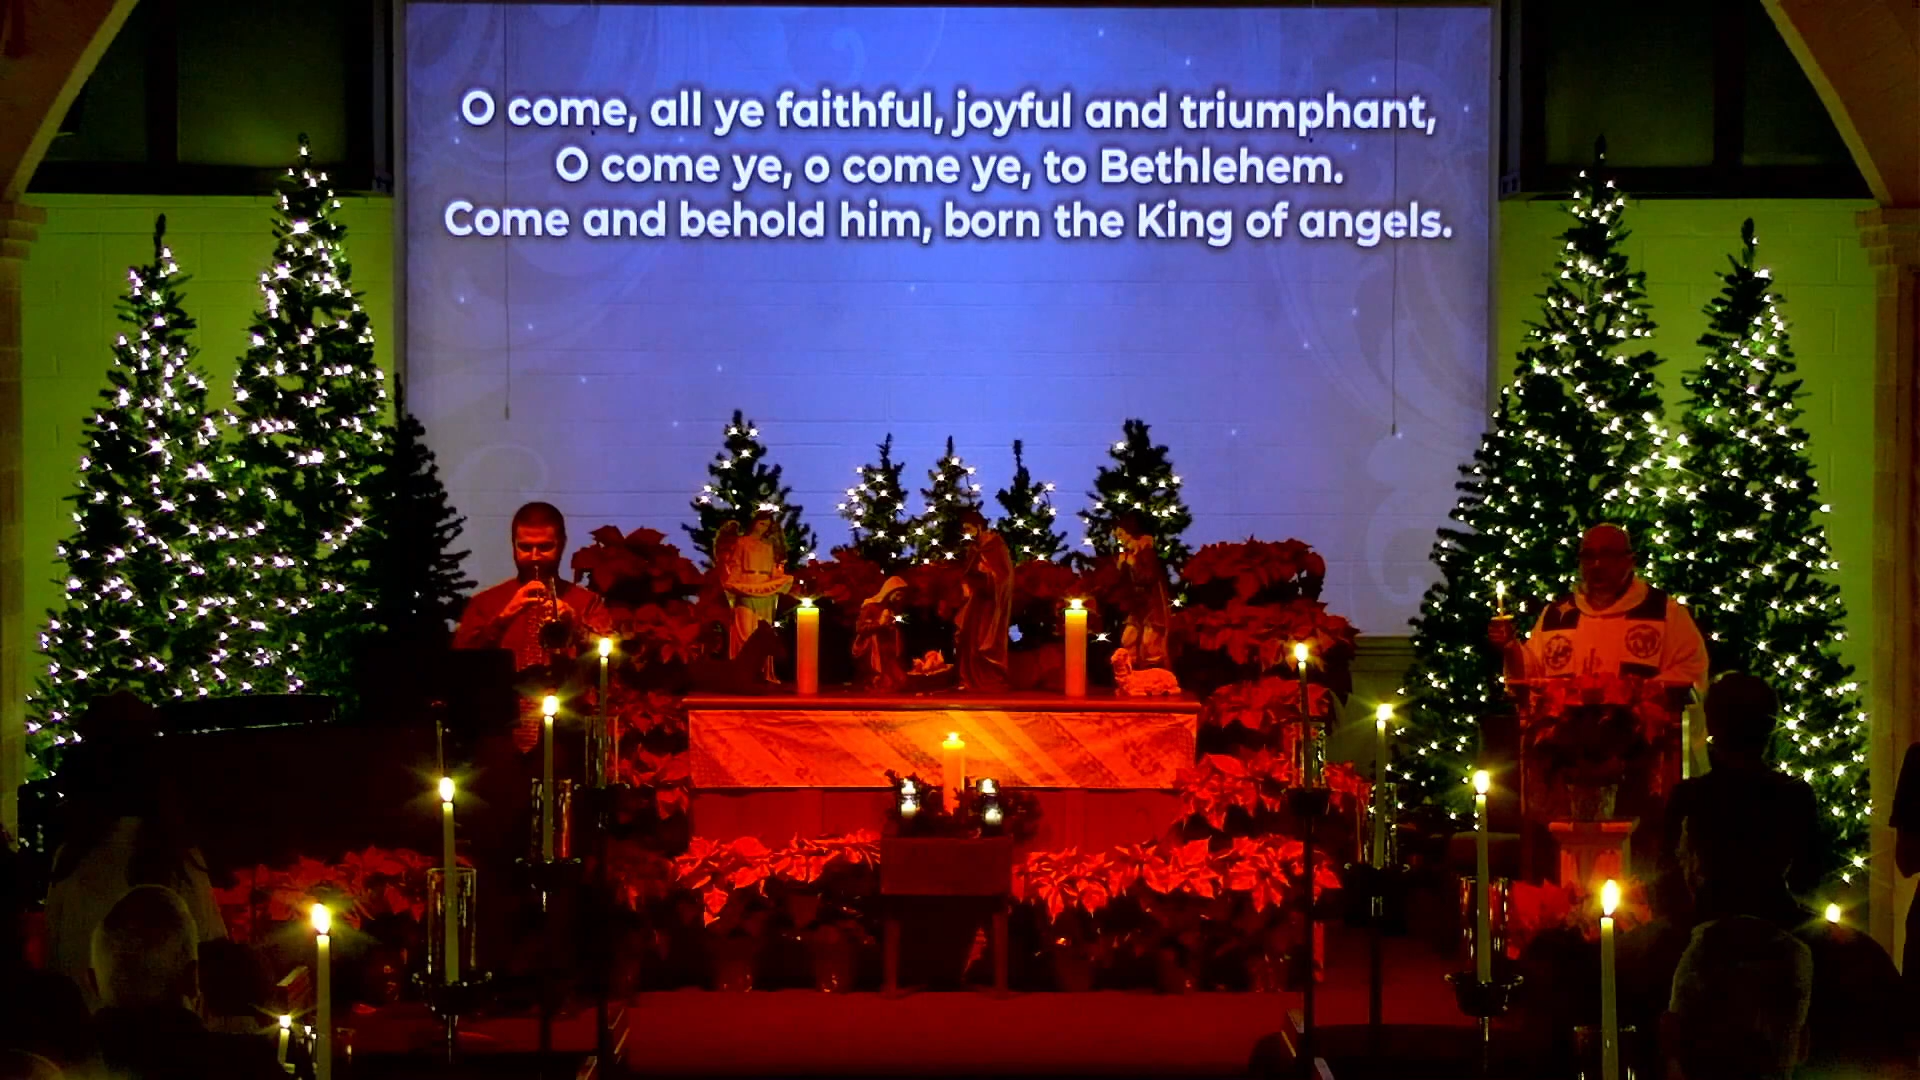 O come, all ye faithful, joyful and triumphant,
O come ye, o come ye, to Bethlehem.
Come and behold him, born the King of angels.